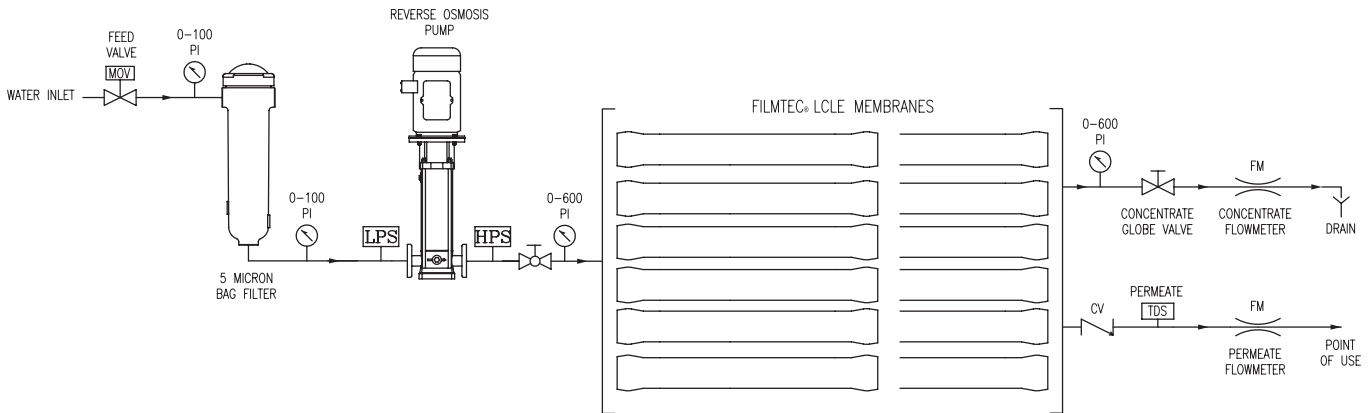 REVERSE OSMOSIS
PUMP
FEED
VALVE
MOV
0-100
PI
WATER INLET
5 MICRON
BAG FILTER
0-100
PI
LPS
HPS
0-600
PI
FILMTEC® LCLE MEMBRANES
0-600
PI
FM
CONCENTRATE
GLOBE VALVE
CONCENTRATE
FLOWMETER
DRAIN
CV
PERMEATE
TDS
FM
PERMEATE
FLOWMETER
POINT
OF USE